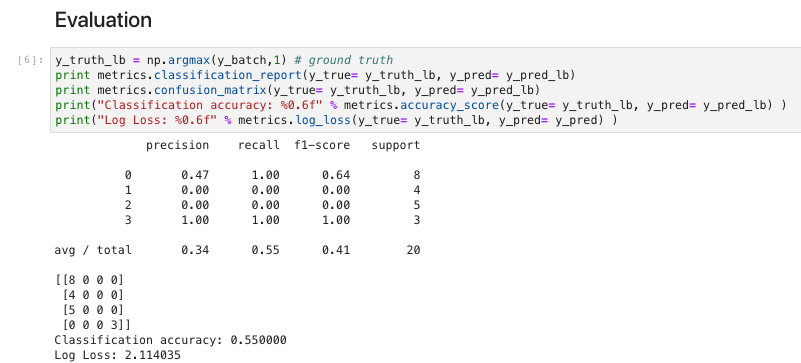 Evaluation
[6]: y_truth_lb = np.argmax(y_batch,1) # ground truth
print metrics.classification_report(y_true= y_truth_lb, y_pred= y_pred_lb)
print metrics.confusion_matrix(y_true= y_truth_lb, y_pred= y_pred_lb)
print("Classification accuracy: %0.6f" % metrics.accuracy_score(y_true= y_truth_lb, y_pred= y_pred_lb) )
print("Log Loss: %0.6f" % metrics.log_loss(y_true= y_truth_lb, y_pred= y_pred) )
precision recall f1-score support
0 0.47 1.00 0.64 8
1 0.00 0.00 0.00 4
2 0.00 0.00 0.00 5
3 1.00 1.00 1.00 3
avg / total 0.34 0.55 0.41 20
[[8 0 0 0]
[4 0 0 0]
[5 0 0 0]
[0 0 0 3]]
Classification accuracy: 0.550000
Log Loss: 2.114035